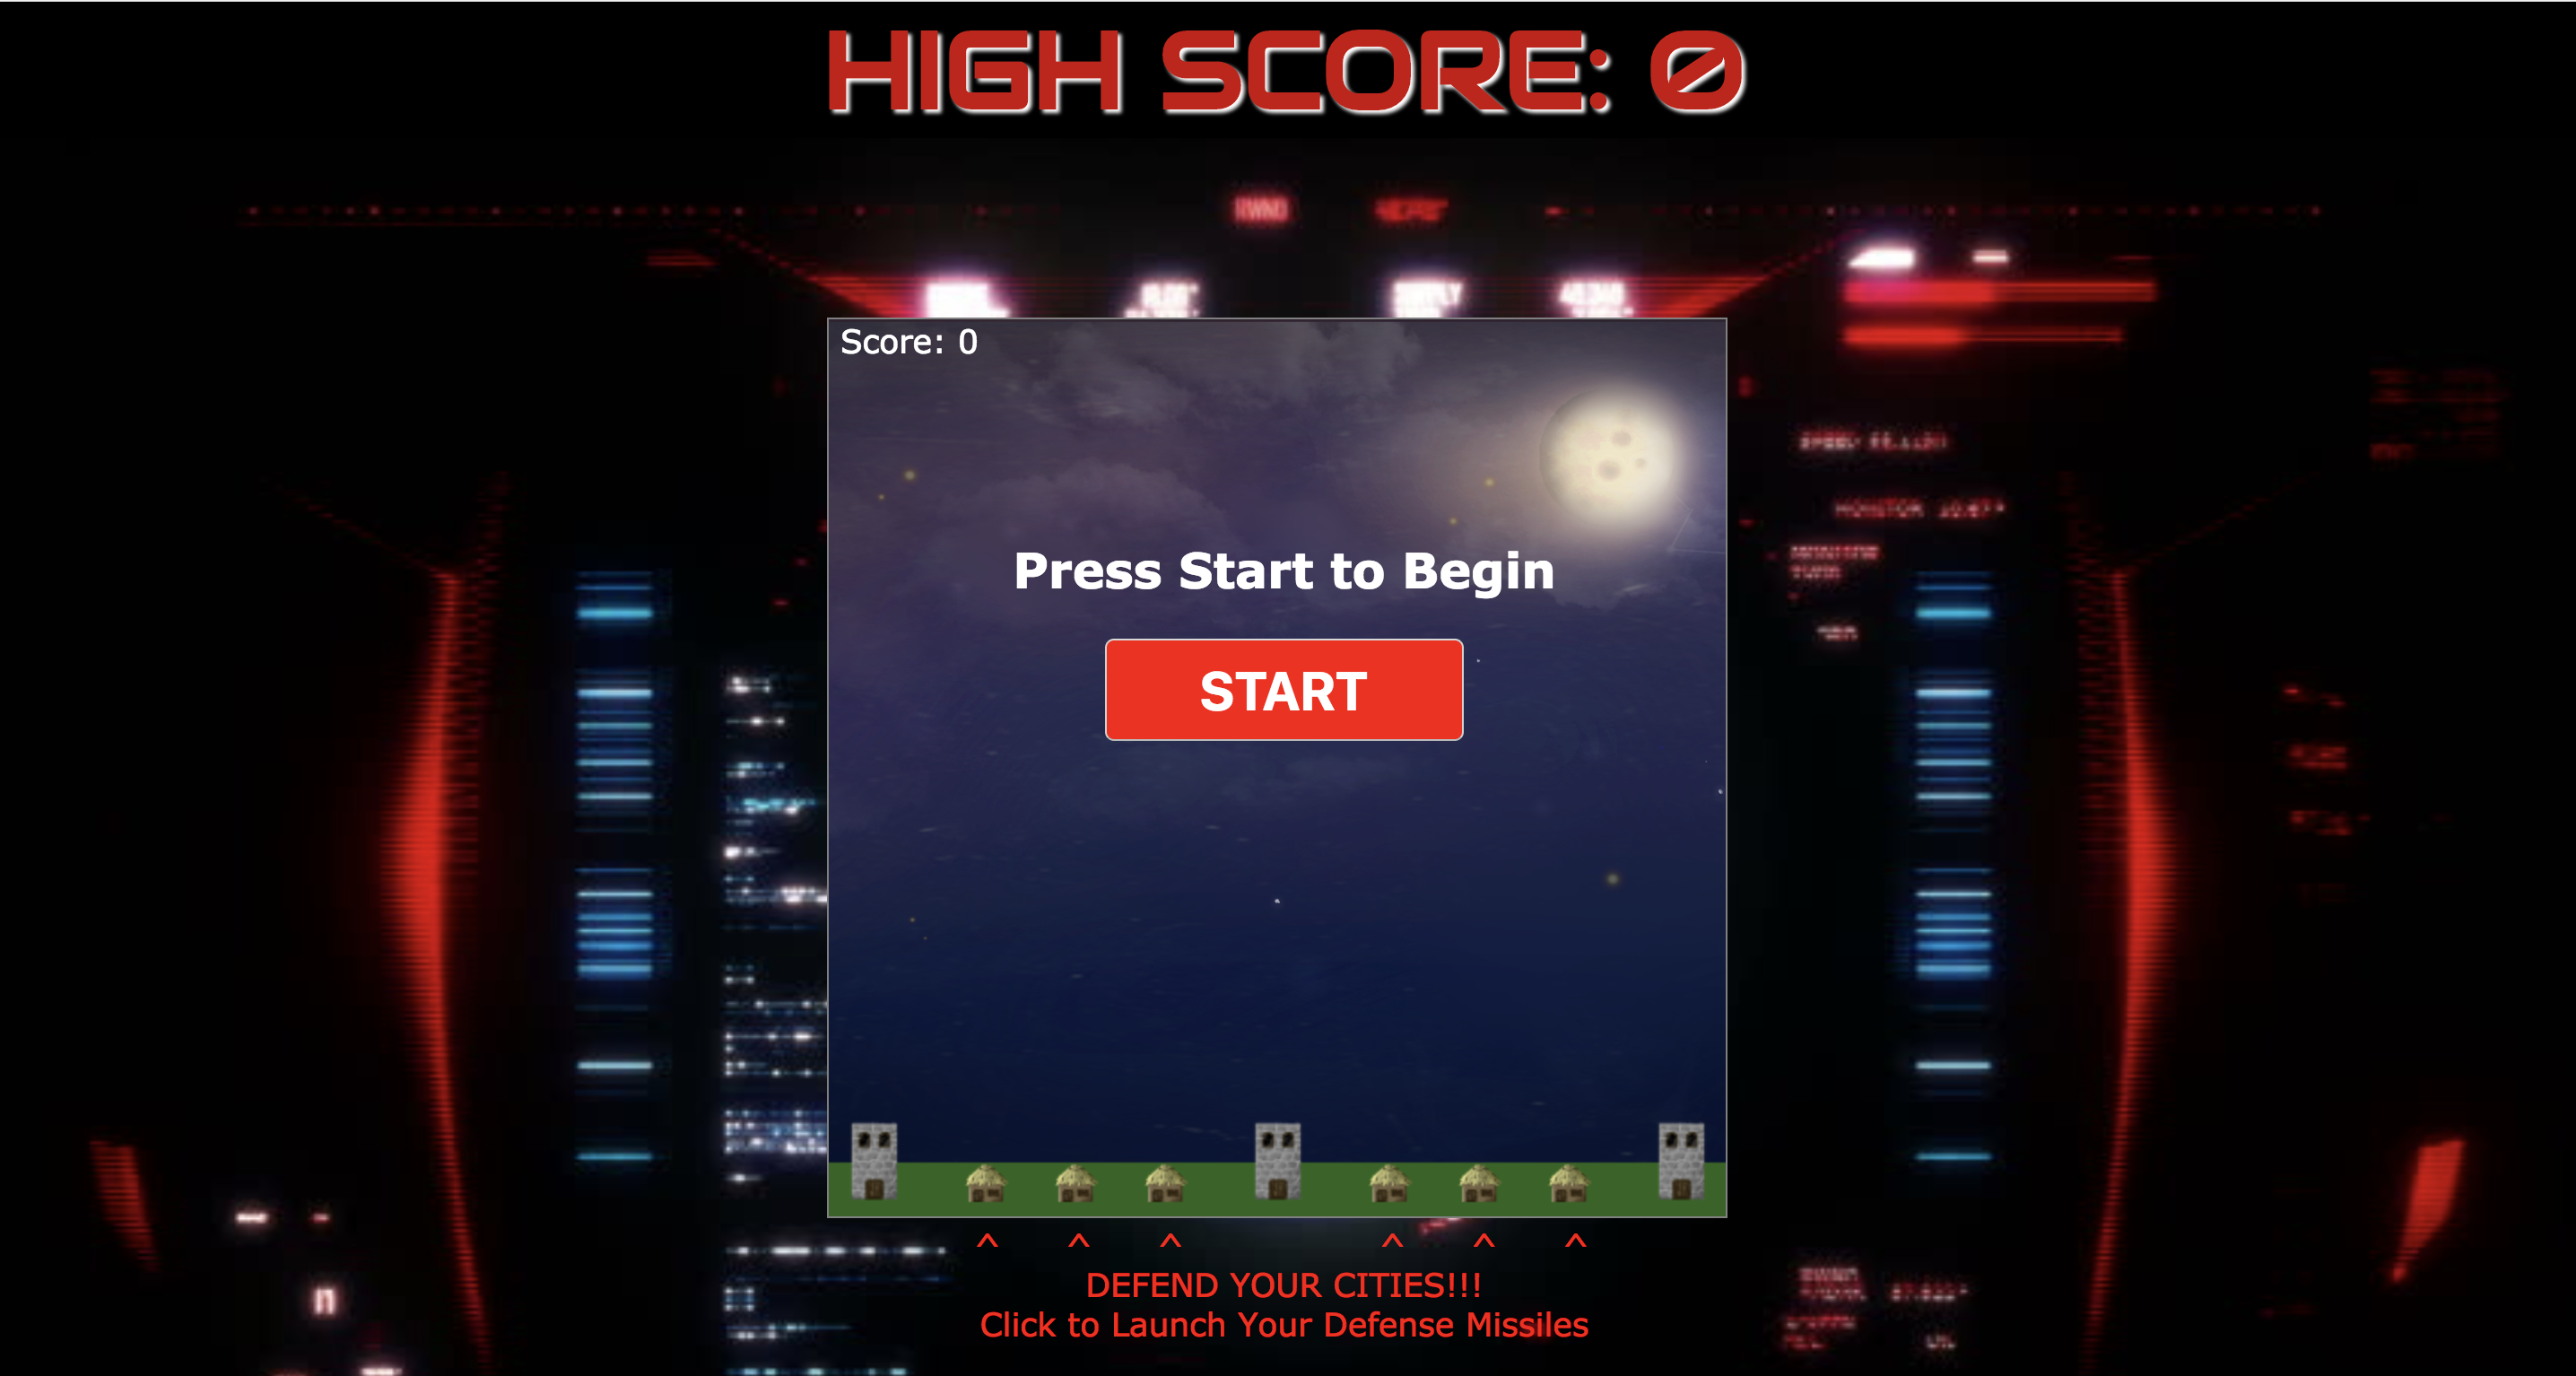 HIGH SCORE: 0
Score: 0
Press Start to Begin
START
^ ^ ^ ^ ^ ^
DEFEND YOUR CITIES!!!
Click to Launch Your Defense Missiles